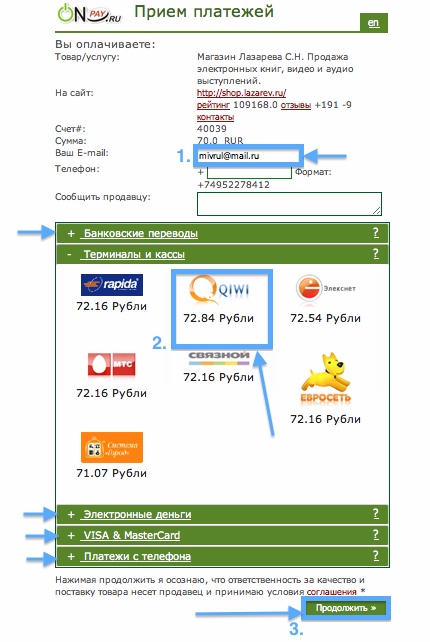 ONPAY.RU Прием платежей
en
Вы оплачиваете:
Товар/услугу: Магазин Лазарева С.Н. Продажа
электронных книг, видео и аудио
выступлений.
На сайт: http://shop.lazarev.ru/
рейтинг 109168.0 отзывы +191 -9
контакты
Счет#: 40039
Сумма: 70.0 RUR
Ваш E-mail: 1. mivrul@mail.ru
Телефон: + Формат:
+74952278412
Сообщить продавцу:
+ Банковские переводы ?
- Терминалы и кассы ?
rapida QIWI Элекснет
72.16 Рубли 72.84 Рубли 72.54 Рубли
2.
МТС СВЯЗНОЙ ЕВРОСЕТЬ
72.16 Рубли 72.16 Рубли 72.16 Рубли
Система
«Город»
71.07 Рубли
+ Электронные деньги ?
+ VISA & MasterCard ?
+ Платежи с телефона ?
Нажимая продолжить я осознаю, что ответственность за качество и
поставку товара несет продавец и принимаю условия соглашения *
Продолжить »
3.